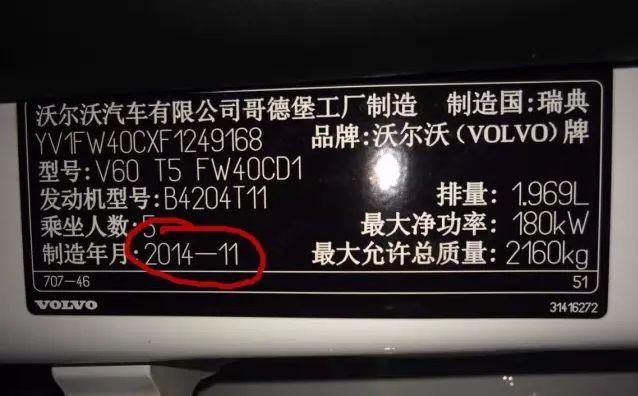 沃尔沃汽车有限公司哥德堡工厂制造 制造国:瑞典
YV1FW40CXF1249168 品牌:沃尔沃(VOLVO)牌
型号:V60 T5 FW40CD1
发动机型号:B4204T11 排量: 1.969L
乘坐人数:5 最大净功率: 180kW
制造年月:2014-11 最大允许总质量: 2160kg
707-46 51
VOLVO 31416272